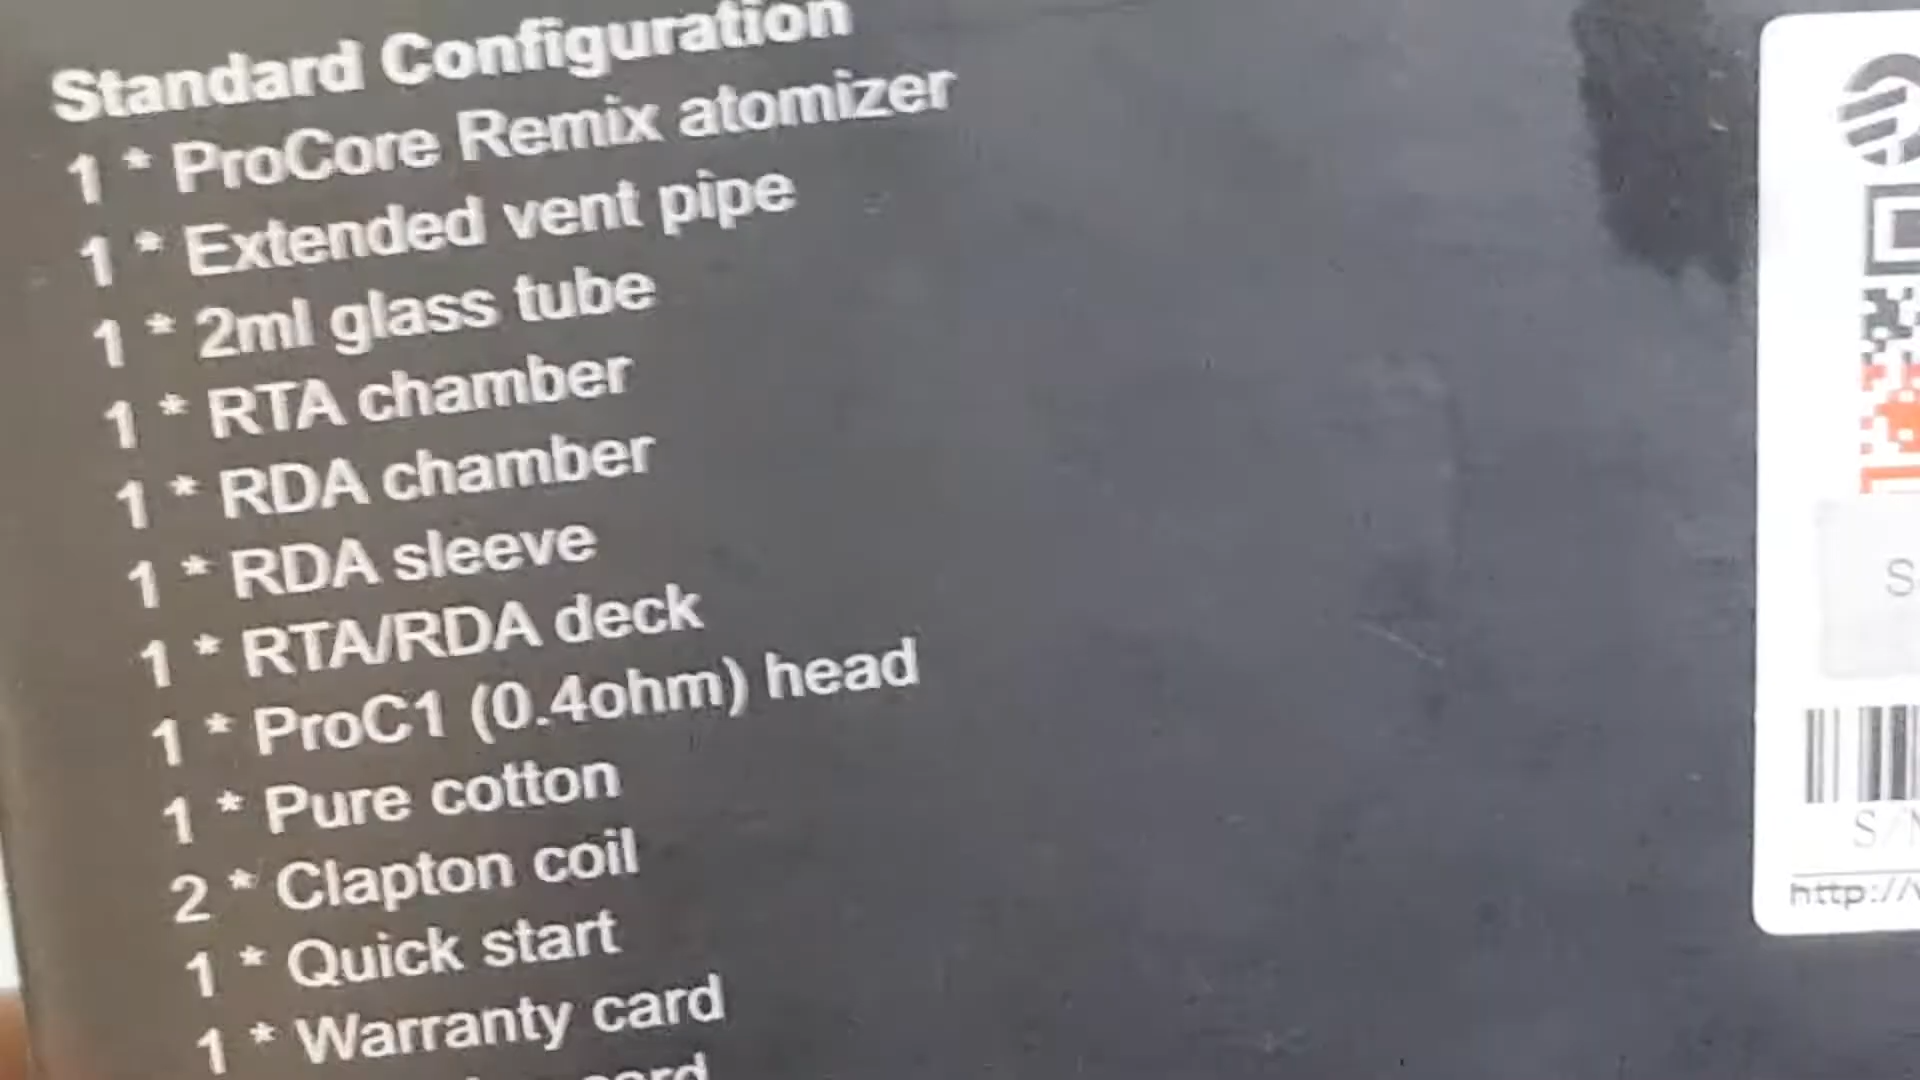 Standard Configuration
1 * ProCore Remix atomizer
1 * Extended vent pipe
1 * 2ml glass tube
1 * RTA chamber
1 * RDA chamber
1 * RDA sleeve
1 * RTA/RDA deck
1 * ProC1 (0.4ohm) head
1 * Pure cotton
2 * Clapton coil
1 * Quick start
1 * Warranty card
card
S
S/N
http://